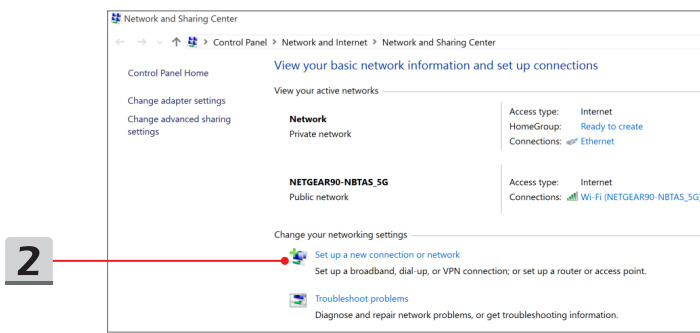 Network and Sharing Center
Control Panel > Network and Internet > Network and Sharing Center
Control Panel Home
Change adapter settings
Change advanced sharing
settings
View your basic network information and set up connections
View your active networks
Network
Private network
Access type: Internet
HomeGroup: Ready to create
Connections: Ethernet
NETGEAR90-NBTAS_5G
Public network
Access type: Internet
Connections: Wi-Fi (NETGEAR90-NBTAS_5G)
Change your networking settings
2
Set up a new connection or network
Set up a broadband, dial-up, or VPN connection; or set up a router or access point.
Troubleshoot problems
Diagnose and repair network problems, or get troubleshooting information.